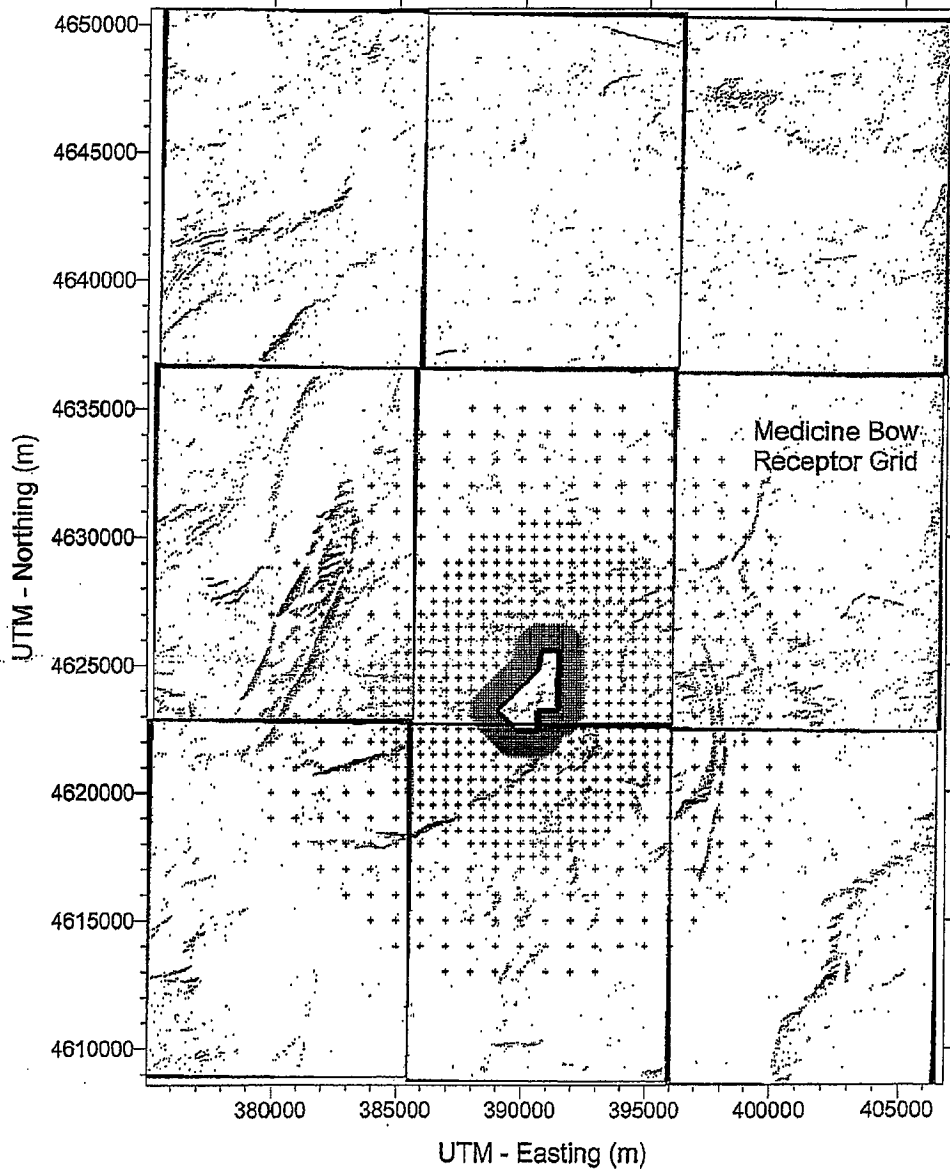 4650000
4645000
4640000
4635000
Medicine Bow
Receptor Grid
4630000
4625000
4620000
4615000
4610000
UTM - Northing (m)
380000 385000 390000 395000 400000 405000
UTM - Easting (m)